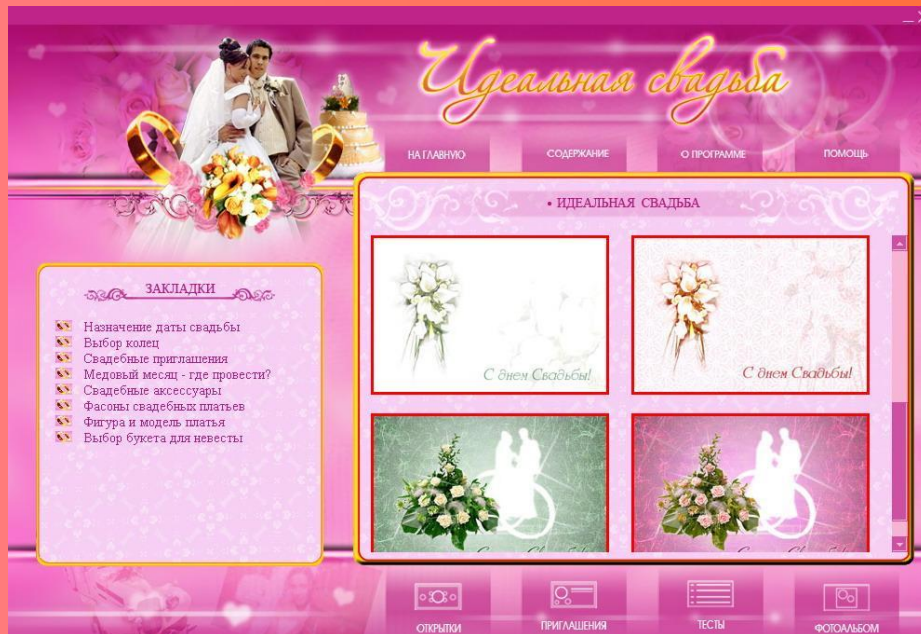 Идеальная свадьба
НА ГЛАВНУЮ
СОДЕРЖАНИЕ
О ПРОГРАММЕ
ПОМОЩЬ
• ИДЕАЛЬНАЯ СВАДЬБА
ЗАКЛАДКИ
Назначение даты свадьбы
Выбор колец
Свадебные приглашения
Медовый месяц - где провести?
Свадебные аксессуары
Фасоны свадебных платьев
Фигура и модель платья
Выбор букета для невесты
С днем Свадьбы!
С днем Свадьбы!
ОТКРЫТКИ
ПРИГЛАШЕНИЯ
ТЕСТЫ
ФОТОАЛЬБОМ